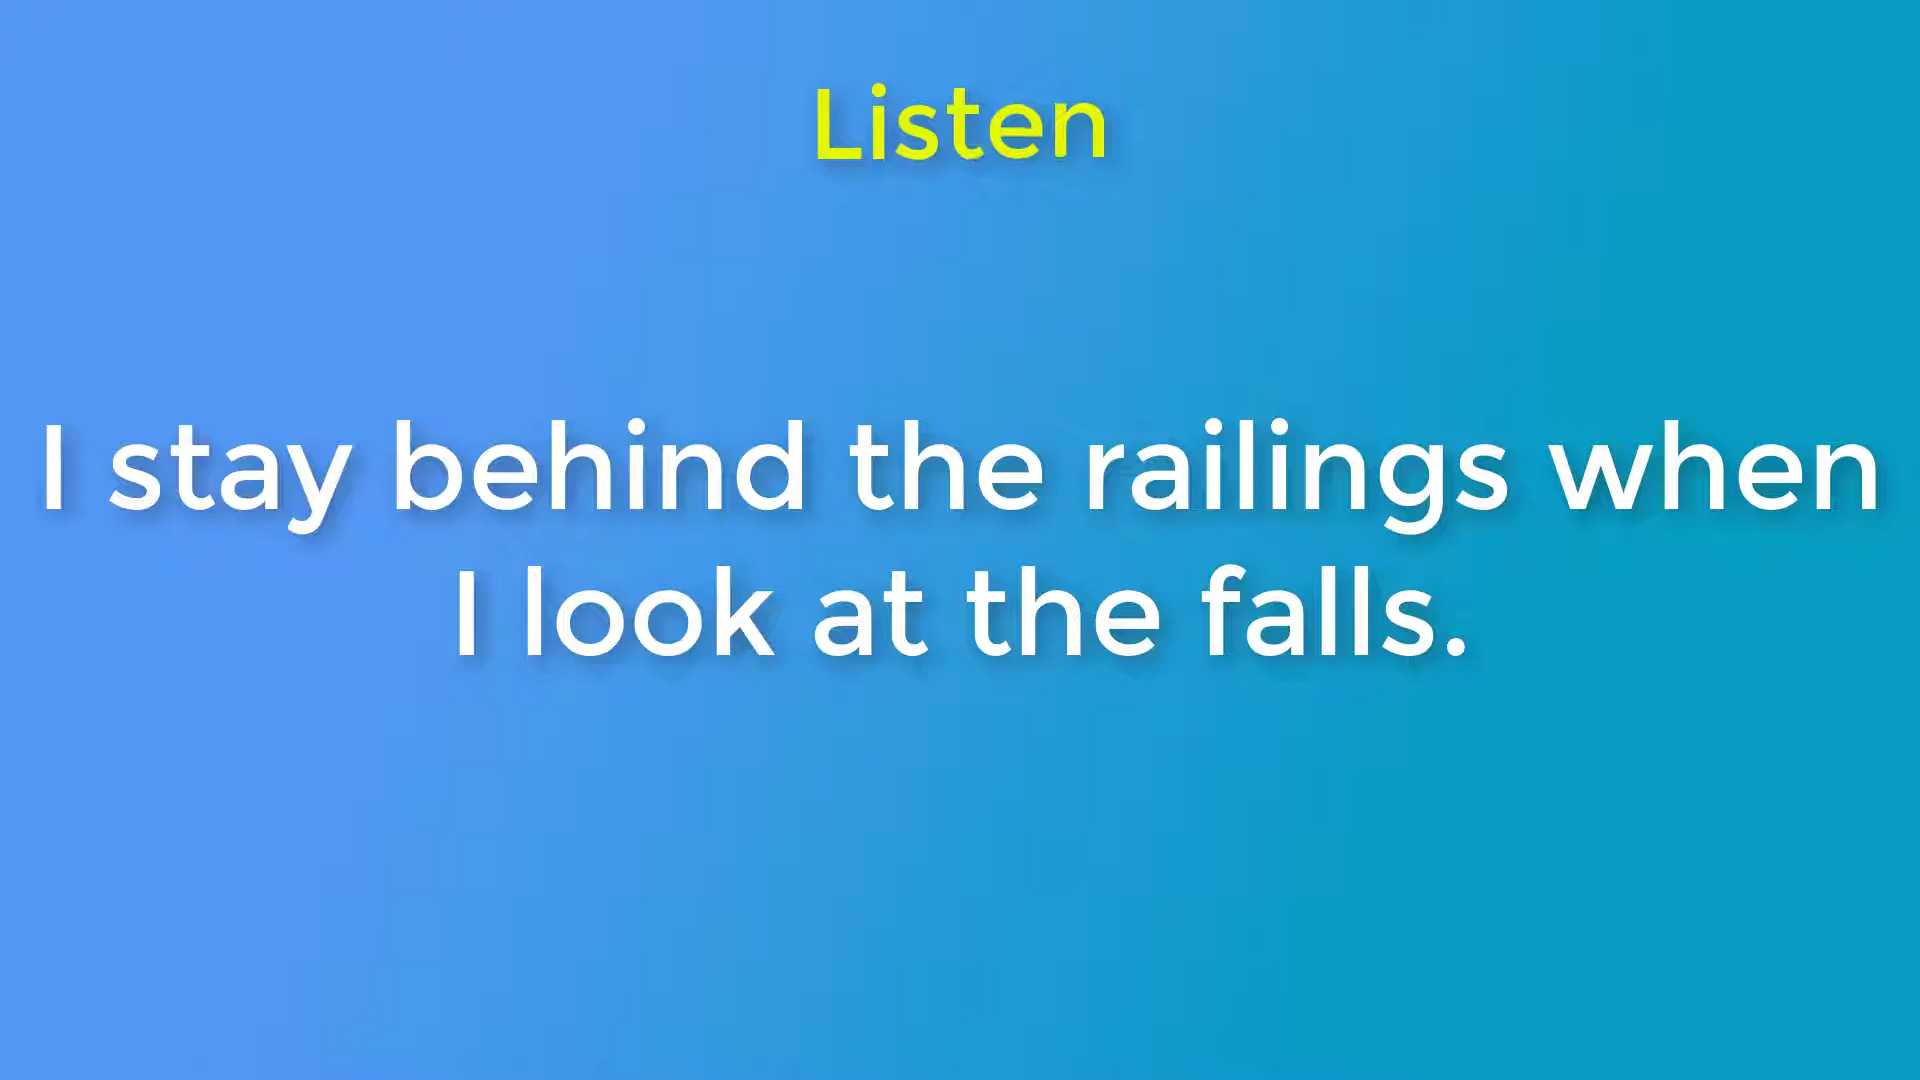 Listen
I stay behind the railings when
I look at the falls.